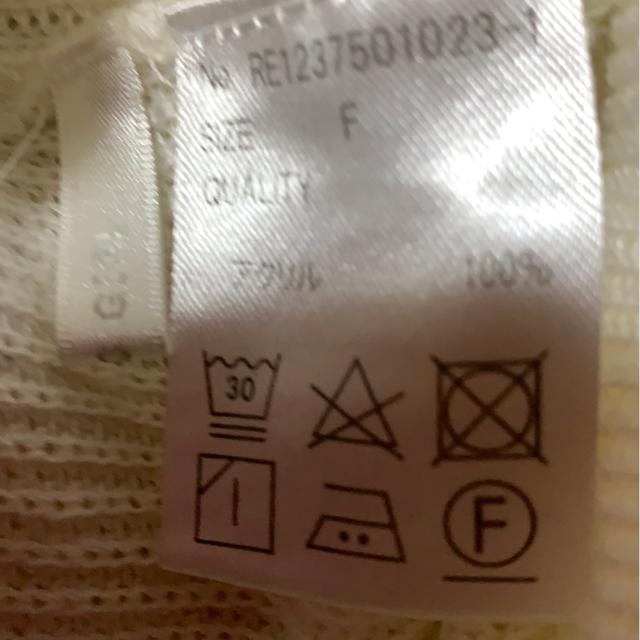 No RE1237501023-1
SIZE F
QUALITY
アクリル 100%
30
F